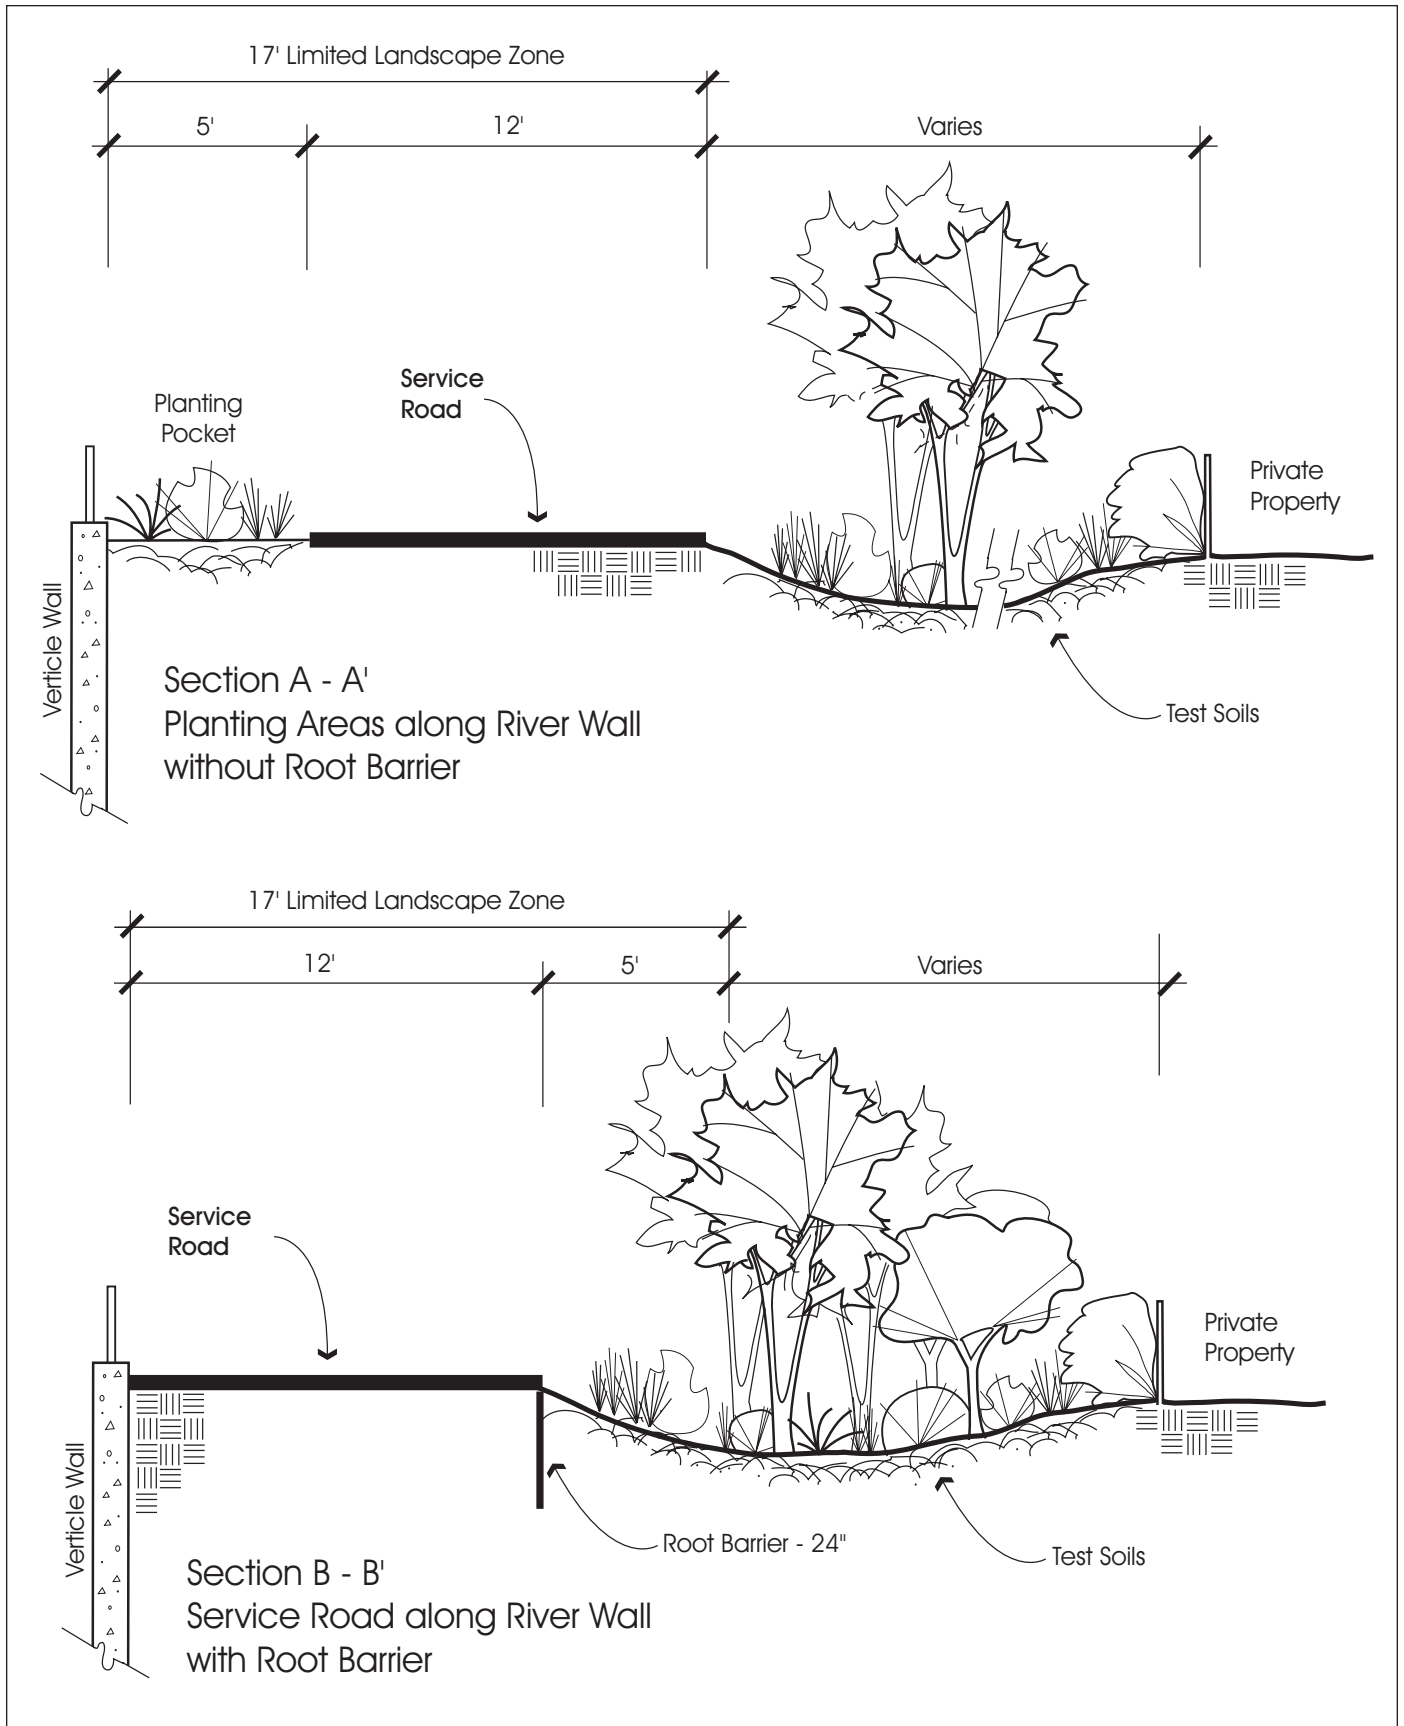 17' Limited Landscape Zone
5'
12'
Varies
Service
Road
Planting
Pocket
Private
Property
Verticle Wall
Section A - A'
Planting Areas along River Wall
without Root Barrier
Test Soils
17' Limited Landscape Zone
12'
5'
Varies
Service
Road
Private
Property
Verticle Wall
Root Barrier - 24"
Test Soils
Section B - B'
Service Road along River Wall
with Root Barrier